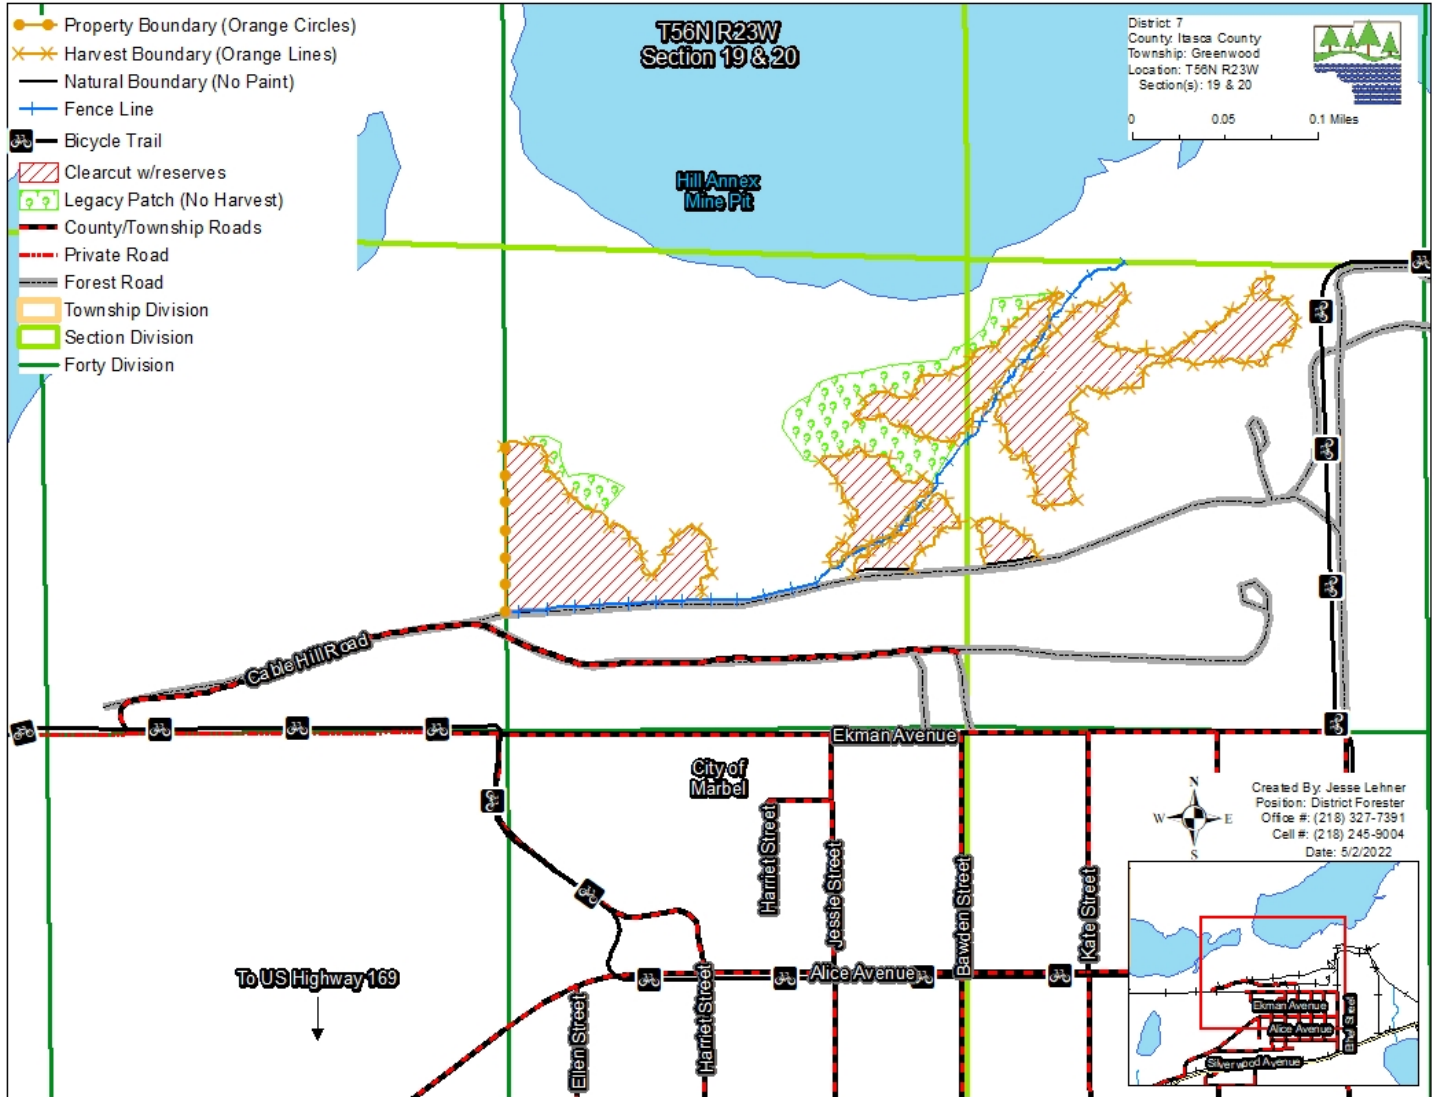 Property Boundary (Orange Circles)
Harvest Boundary (Orange Lines)
Natural Boundary (No Paint)
Fence Line
Bicycle Trail
Clearcut w/reserves
Legacy Patch (No Harvest)
County/Township Roads
Private Road
Forest Road
Township Division
Section Division
Forty Division
T56N R23W
Section 19 & 20
District: 7
County: Itasca County
Township: Greenwood
Location: T56N R23W
Section(s): 19 & 20
0 0.05 0.1 Miles
Hill Annex
Mine Pit
Cable Hill Road
Ekman Avenue
City of
Marbel
Harriet Street
Jessie Street
Bawden Street
Kate Street
Alice Avenue
Ellen Street
Harriet Street
To US Highway 169
N
W E
S
Created By: Jesse Lehner
Position: District Forester
Office #: (218) 327-7391
Cell #: (218) 245-9004
Date: 5/2/2022
Ekman Avenue
Alice Avenue
Ethel Street
Silverwood Avenue